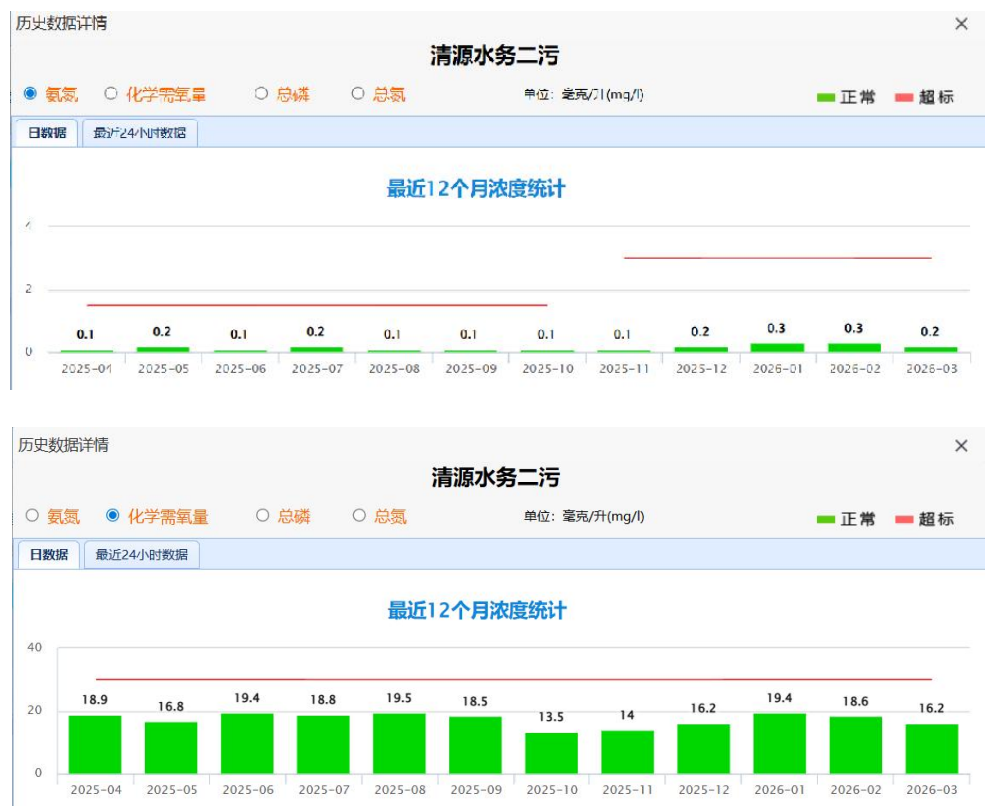 历史数据详情 ×
清源水务二污
氨氮 化学需氧量 总磷 总氮 单位：毫克/升(mg/l) 正常 超标
日数据 最近24小时数据
最近12个月浓度统计
4
2
0.1 0.2 0.1 0.2 0.1 0.1 0.1 0.1 0.2 0.3 0.3 0.2
0
2025-04 2025-05 2025-06 2025-07 2025-08 2025-09 2025-10 2025-11 2025-12 2026-01 2026-02 2026-03
历史数据详情 ×
清源水务二污
氨氮 化学需氧量 总磷 总氮 单位：毫克/升(mg/l) 正常 超标
日数据 最近24小时数据
最近12个月浓度统计
40
18.9 16.8 19.4 18.8 19.5 18.5 13.5 14 16.2 19.4 18.6 16.2
20
0
2025-04 2025-05 2025-06 2025-07 2025-08 2025-09 2025-10 2025-11 2025-12 2026-01 2026-02 2026-03